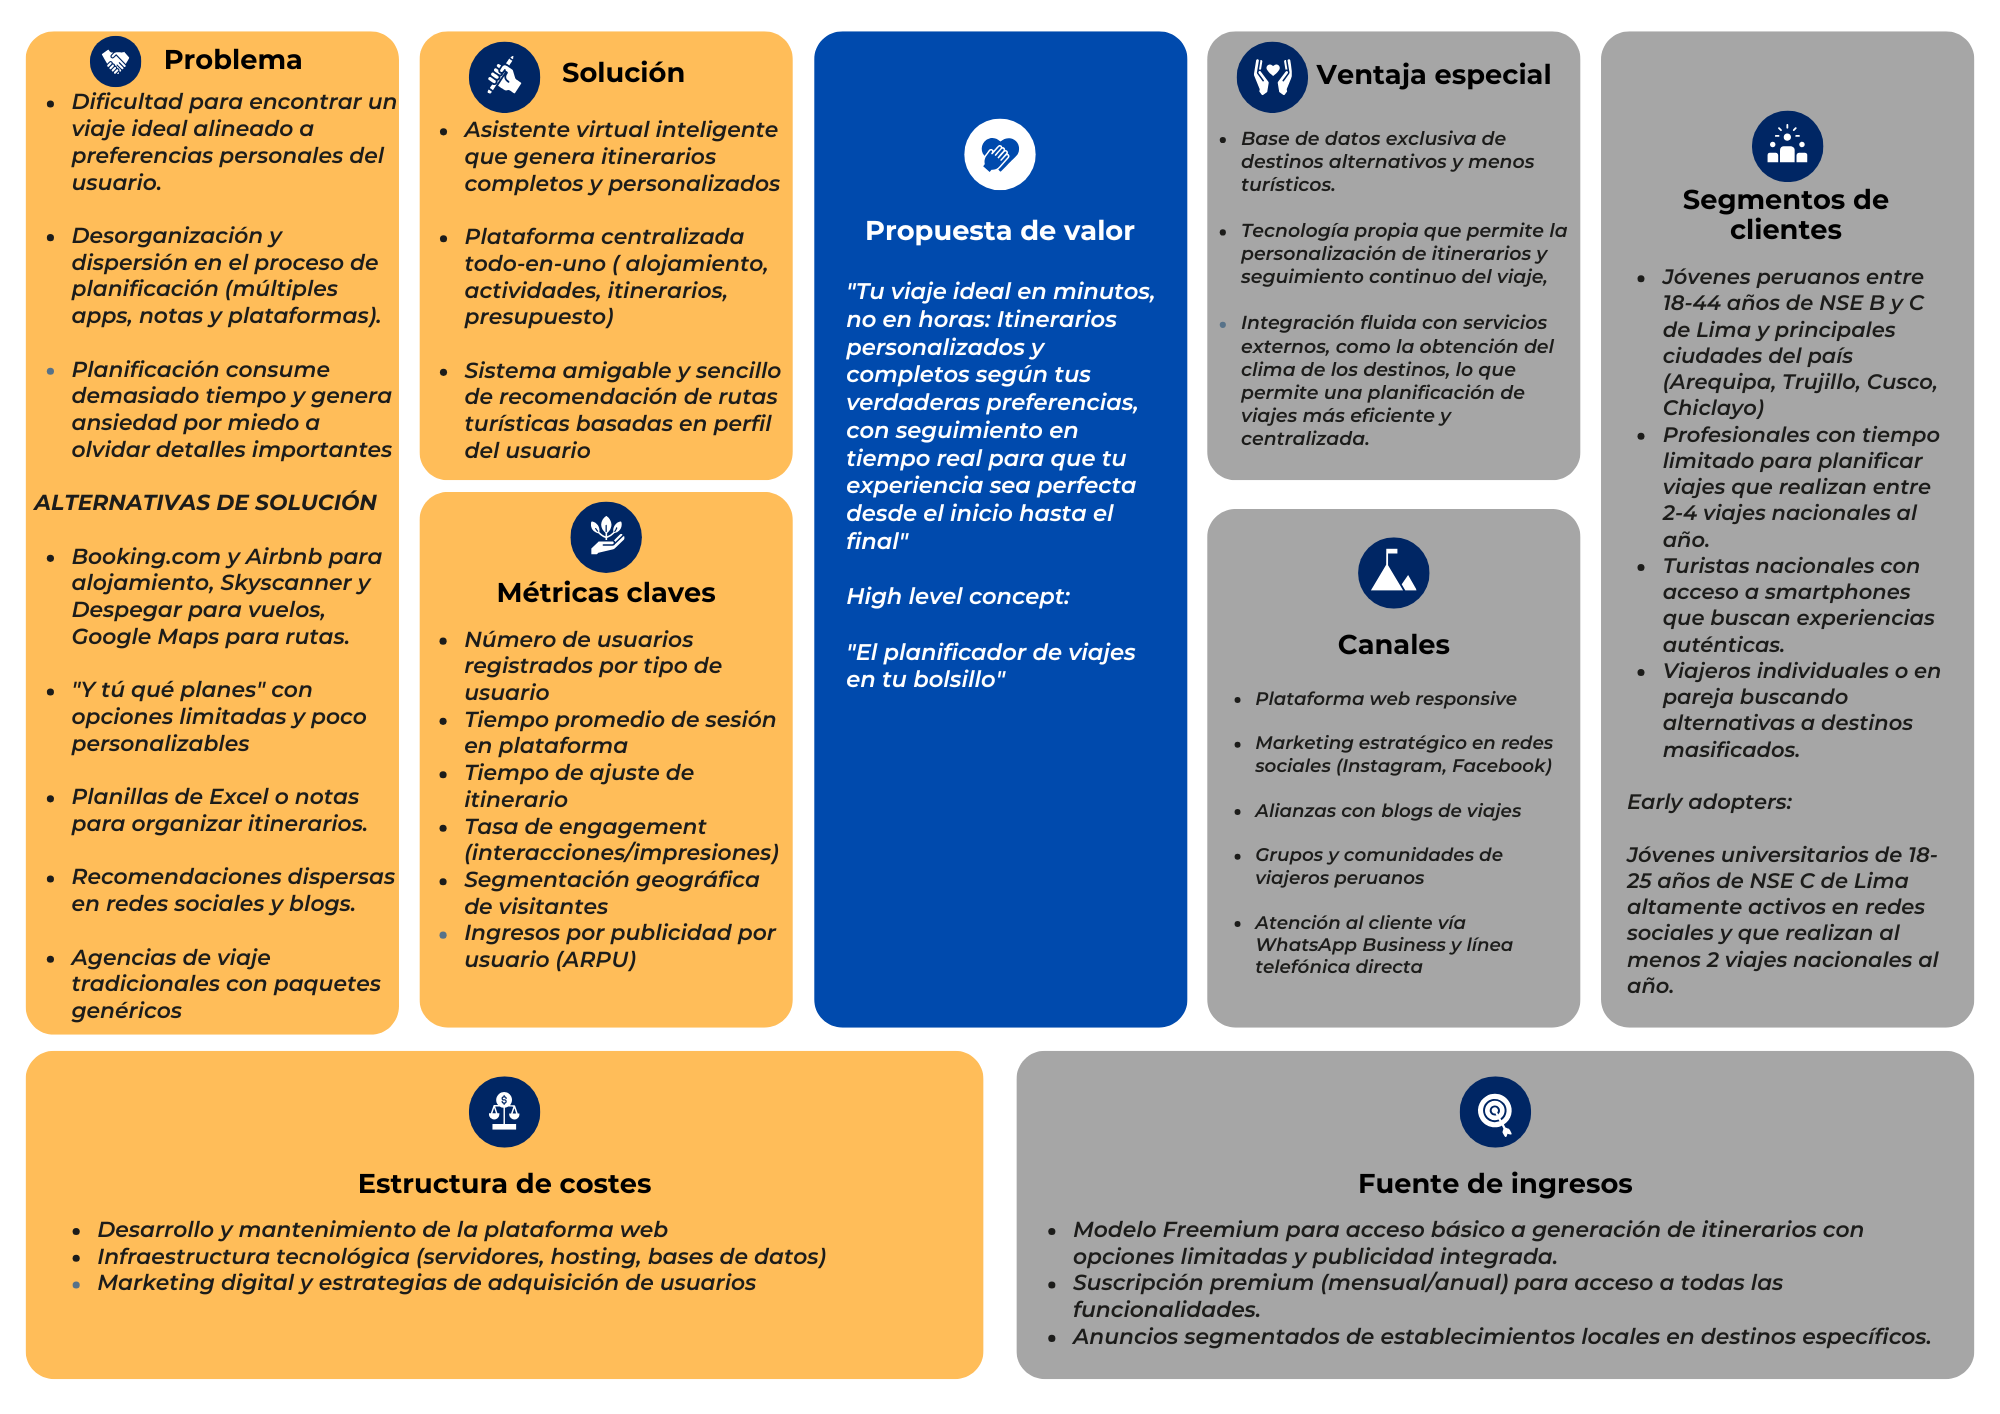 Problema
• Dificultad para encontrar un
viaje ideal alineado a
preferencias personales del
usuario.
• Desorganización y
dispersión en el proceso de
planificación (múltiples
apps, notas y plataformas).
• Planificación consume
demasiado tiempo y genera
ansiedad por miedo a
olvidar detalles importantes
ALTERNATIVAS DE SOLUCIÓN
• Booking.com y Airbnb para
alojamiento, Skyscanner y
Despegar para vuelos,
Google Maps para rutas.
• "Y tú qué planes" con
opciones limitadas y poco
personalizables
• Planillas de Excel o notas
para organizar itinerarios.
• Recomendaciones dispersas
en redes sociales y blogs.
• Agencias de viaje
tradicionales con paquetes
genéricos
Solución
• Asistente virtual inteligente
que genera itinerarios
completos y personalizados
• Plataforma centralizada
todo-en-uno ( alojamiento,
actividades, itinerarios,
presupuesto)
• Sistema amigable y sencillo
de recomendación de rutas
turísticas basadas en perfil
del usuario
Métricas claves
• Número de usuarios
registrados por tipo de
usuario
• Tiempo promedio de sesión
en plataforma
• Tiempo de ajuste de
itinerario
• Tasa de engagement
(interacciones/impresiones)
• Segmentación geográfica
de visitantes
• Ingresos por publicidad por
usuario (ARPU)
Propuesta de valor
"Tu viaje ideal en minutos,
no en horas: Itinerarios
personalizados y
completos según tus
verdaderas preferencias,
con seguimiento en
tiempo real para que tu
experiencia sea perfecta
desde el inicio hasta el
final"
High level concept:
"El planificador de viajes
en tu bolsillo"
Ventaja especial
• Base de datos exclusiva de
destinos alternativos y menos
turísticos.
• Tecnología propia que permite la
personalización de itinerarios y
seguimiento continuo del viaje,
• Integración fluida con servicios
externos, como la obtención del
clima de los destinos, lo que
permite una planificación de
viajes más eficiente y
centralizada.
Canales
• Plataforma web responsive
• Marketing estratégico en redes
sociales (Instagram, Facebook)
• Alianzas con blogs de viajes
• Grupos y comunidades de
viajeros peruanos
• Atención al cliente vía
WhatsApp Business y línea
telefónica directa
Segmentos de
clientes
• Jóvenes peruanos entre
18-44 años de NSE B y C
de Lima y principales
ciudades del país
(Arequipa, Trujillo, Cusco,
Chiclayo)
• Profesionales con tiempo
limitado para planificar
viajes que realizan entre
2-4 viajes nacionales al
año.
• Turistas nacionales con
acceso a smartphones
que buscan experiencias
auténticas.
• Viajeros individuales o en
pareja buscando
alternativas a destinos
masificados.
Early adopters:
Jóvenes universitarios de 18-
25 años de NSE C de Lima
altamente activos en redes
sociales y que realizan al
menos 2 viajes nacionales al
año.
Estructura de costes
• Desarrollo y mantenimiento de la plataforma web
• Infraestructura tecnológica (servidores, hosting, bases de datos)
• Marketing digital y estrategias de adquisición de usuarios
Fuente de ingresos
• Modelo Freemium para acceso básico a generación de itinerarios con
opciones limitadas y publicidad integrada.
• Suscripción premium (mensual/anual) para acceso a todas las
funcionalidades.
• Anuncios segmentados de establecimientos locales en destinos específicos.